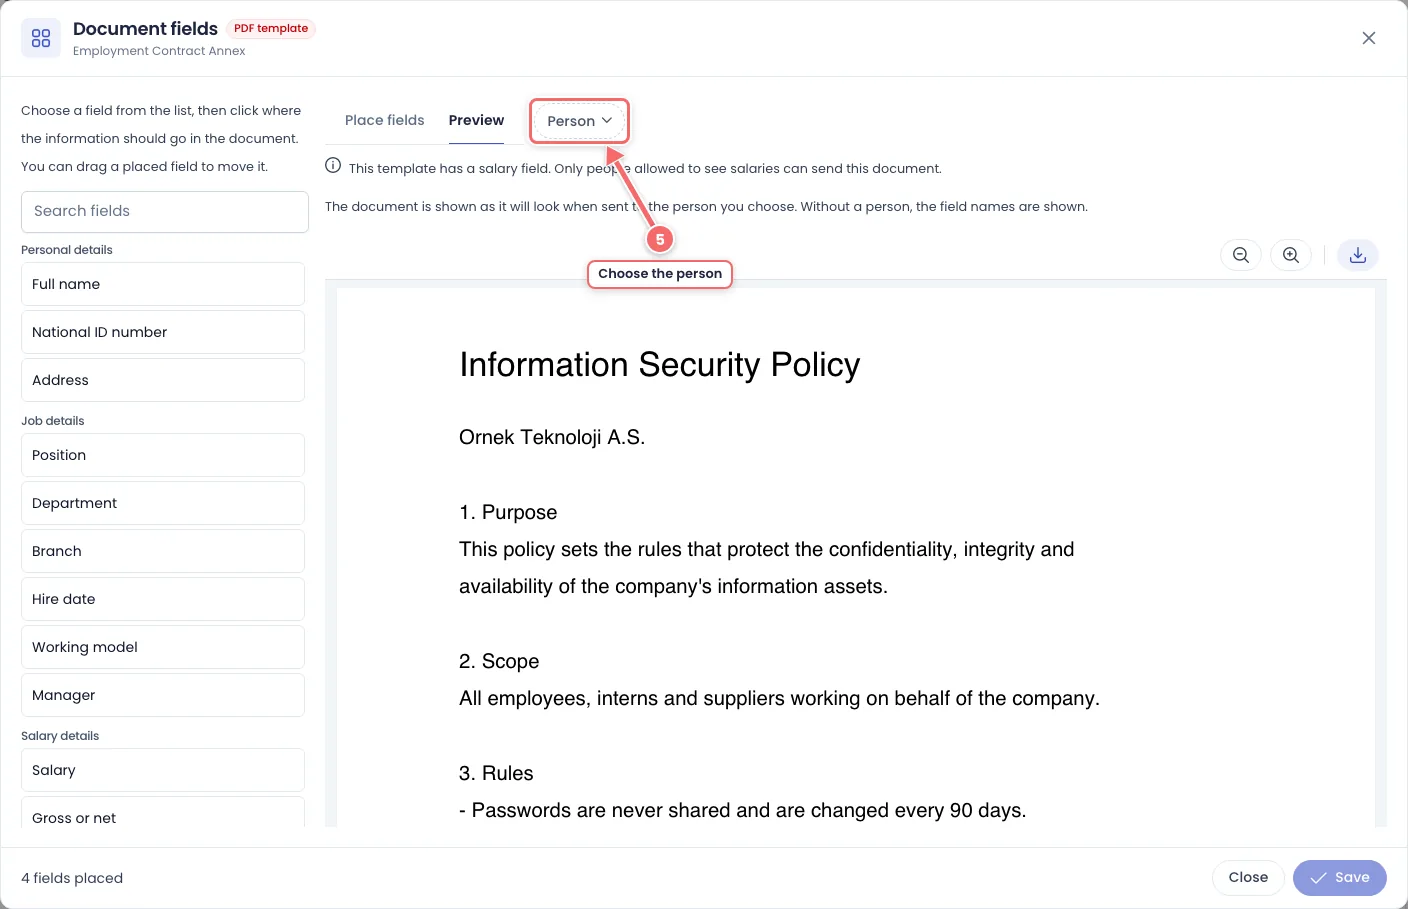 Document fields
PDF template
Employment Contract Annex
Choose a field from the list, then click where
the information should go in the document.
You can drag a placed field to move it.
Search fields
Personal details
Full name
National ID number
Address
Job details
Position
Department
Branch
Hire date
Working model
Manager
Salary details
Salary
Gross or net
Place fields
Preview
Person
This template has a salary field. Only people allowed to see salaries can send this document.
The document is shown as it will look when sent to the person you choose. Without a person, the field names are shown.
5
Choose the person
Information Security Policy
Ornek Teknoloji A.S.
1. Purpose
This policy sets the rules that protect the confidentiality, integrity and
availability of the company's information assets.
2. Scope
All employees, interns and suppliers working on behalf of the company.
3. Rules
- Passwords are never shared and are changed every 90 days.
4 fields placed
Close
Save